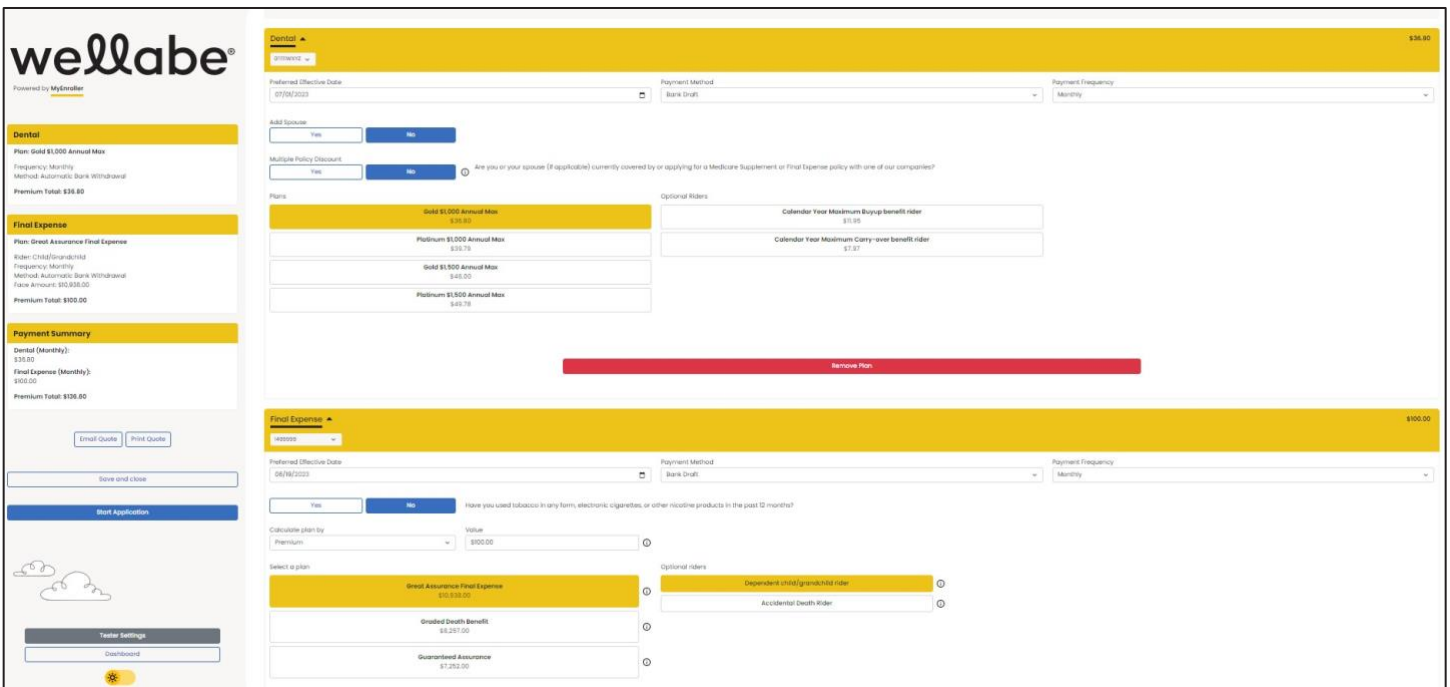 wellabe®
Powered by MyEnroller
Dental
Plan: Gold $1,000 Annual Max
Frequency: Monthly
Method: Automatic Bank Withdrawal
Premium Total: $36.80
Final Expense
Plan: Great Assurance Final Expense
Rider: Child/Grandchild
Frequency: Monthly
Method: Automatic Bank Withdrawal
Face Amount: $10,938.00
Premium Total: $100.00
Payment Summary
Dental (Monthly):
$36.80
Final Expense (Monthly):
$100.00
Premium Total: $136.80
Email Quote
Print Quote
Save and close
Start Application
Tester Settings
Dashboard
Dental
$36.80
Preferred Effective Date
Payment Method
Payment Frequency
07/01/2023
Bank Draft
Monthly
Add Spouse
Yes
No
Multiple Policy Discount
Yes
No
Are you or your spouse (if applicable) currently covered by or applying for a Medicare Supplement or Final Expense policy with one of our companies?
Plans
Optional Riders
Gold $1,000 Annual Max
$36.80
Calendar Year Maximum Buyup benefit rider
$11.95
Platinum $1,000 Annual Max
$39.79
Calendar Year Maximum Carry-over benefit rider
$7.97
Gold $1,500 Annual Max
$46.00
Platinum $1,500 Annual Max
$49.78
Remove Plan
Final Expense
$100.00
Preferred Effective Date
Payment Method
Payment Frequency
06/19/2023
Bank Draft
Monthly
Yes
No
Have you used tobacco in any form, electronic cigarettes, or other nicotine products in the past 12 months?
Calculate plan by
Value
Premium
$100.00
Select a plan
Optional riders
Great Assurance Final Expense
$10,938.00
Dependent child/grandchild rider
Accidental Death Rider
Graded Death Benefit
$8,297.00
Guaranteed Assurance
$7,252.00